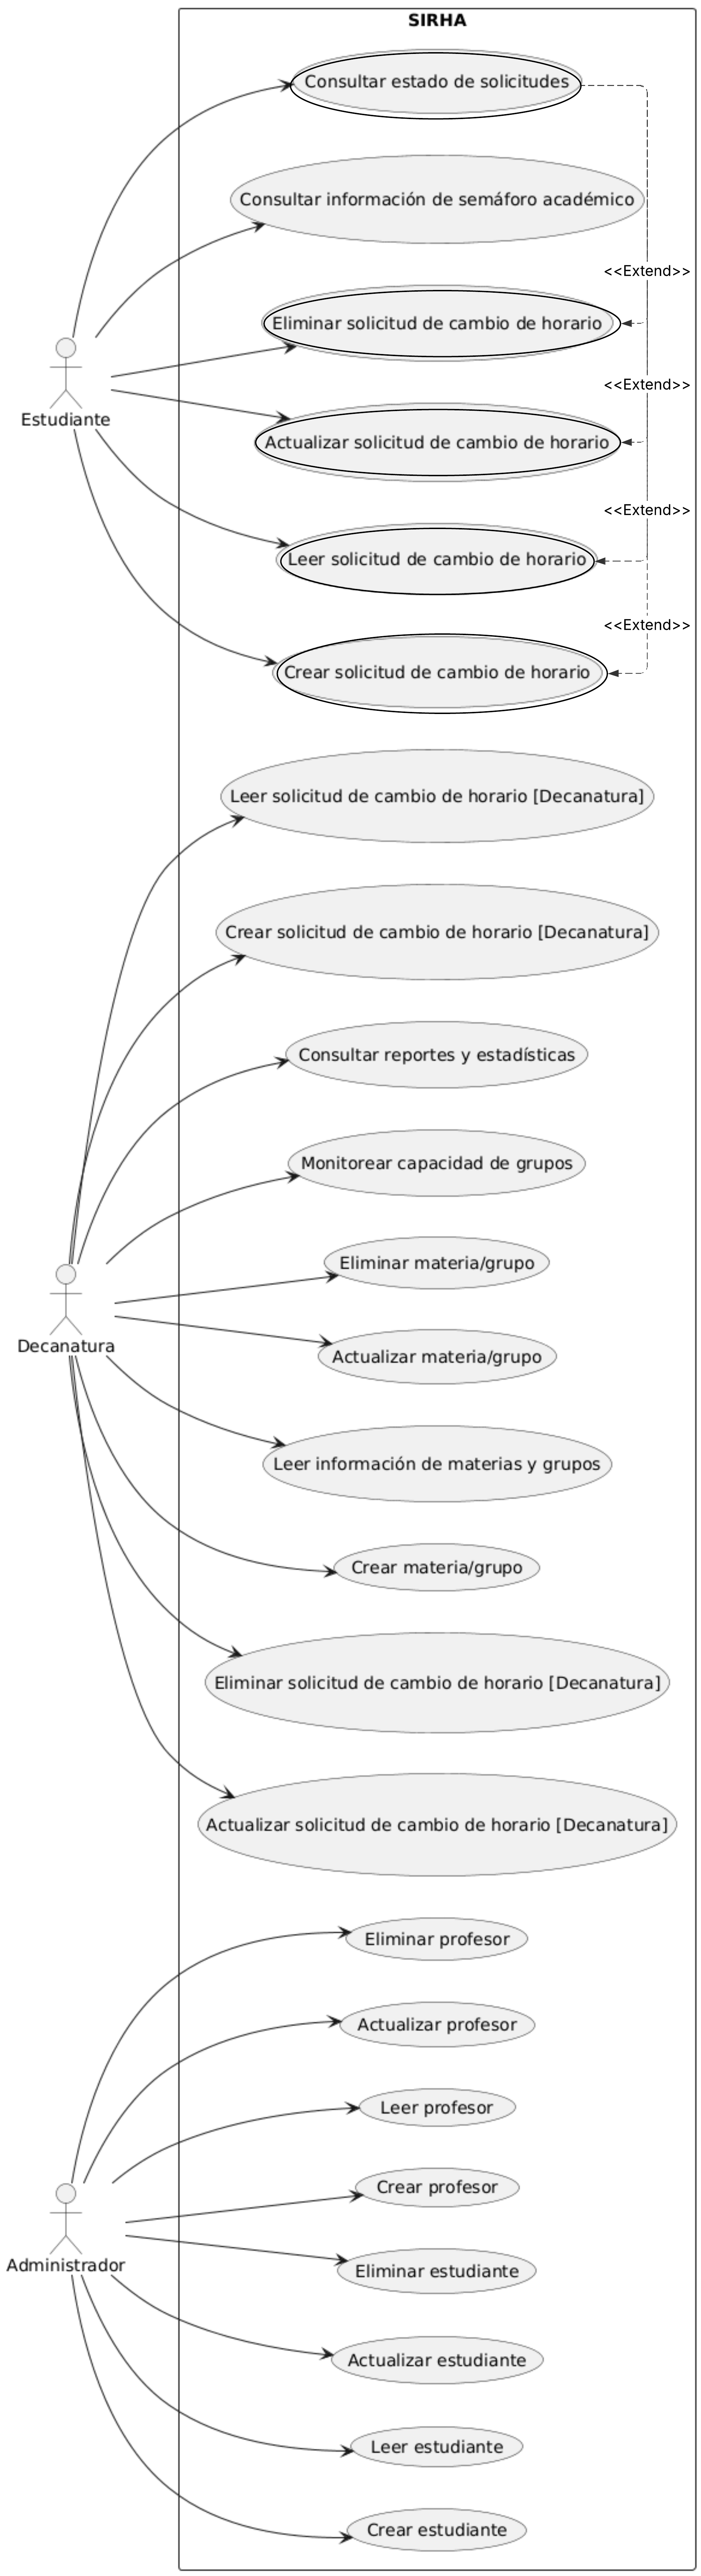 SIRHA
Consultar estado de solicitudes
Consultar información de semáforo académico
<<Extend>>
Eliminar solicitud de cambio de horario
<<Extend>>
Estudiante
Actualizar solicitud de cambio de horario
<<Extend>>
Leer solicitud de cambio de horario
<<Extend>>
Crear solicitud de cambio de horario
Leer solicitud de cambio de horario [Decanatura]
Crear solicitud de cambio de horario [Decanatura]
Consultar reportes y estadísticas
Monitorear capacidad de grupos
Eliminar materia/grupo
Decanatura
Actualizar materia/grupo
Leer información de materias y grupos
Crear materia/grupo
Eliminar solicitud de cambio de horario [Decanatura]
Actualizar solicitud de cambio de horario [Decanatura]
Eliminar profesor
Actualizar profesor
Leer profesor
Crear profesor
Administrador
Eliminar estudiante
Actualizar estudiante
Leer estudiante
Crear estudiante